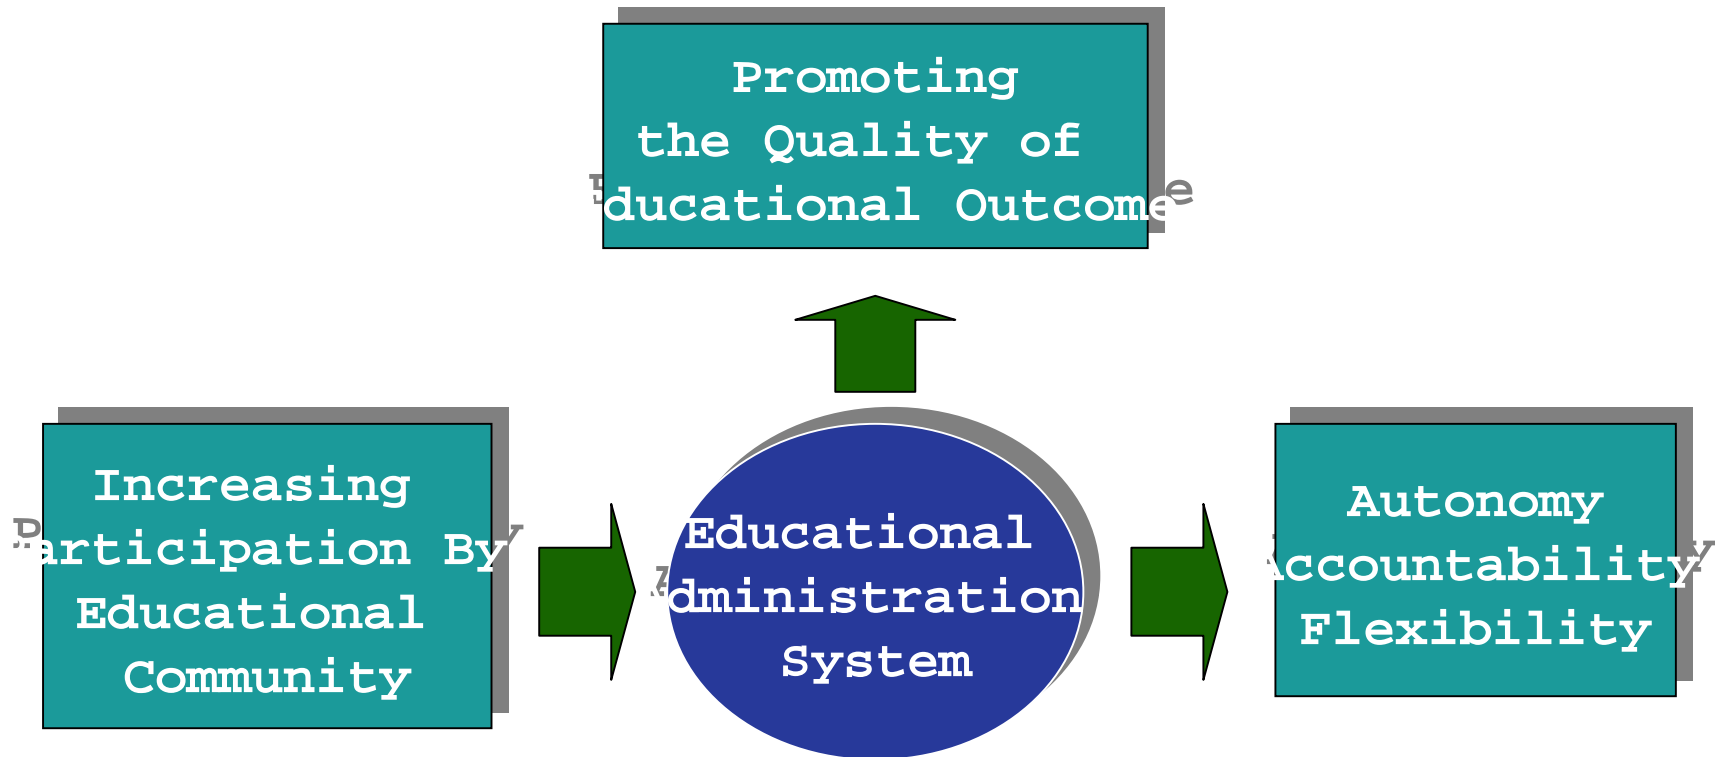 Promoting
the Quality of
Educational Outcome
Increasing
Participation By
Educational
Community
Educational
Administration
System
Autonomy
Accountability
Flexibility